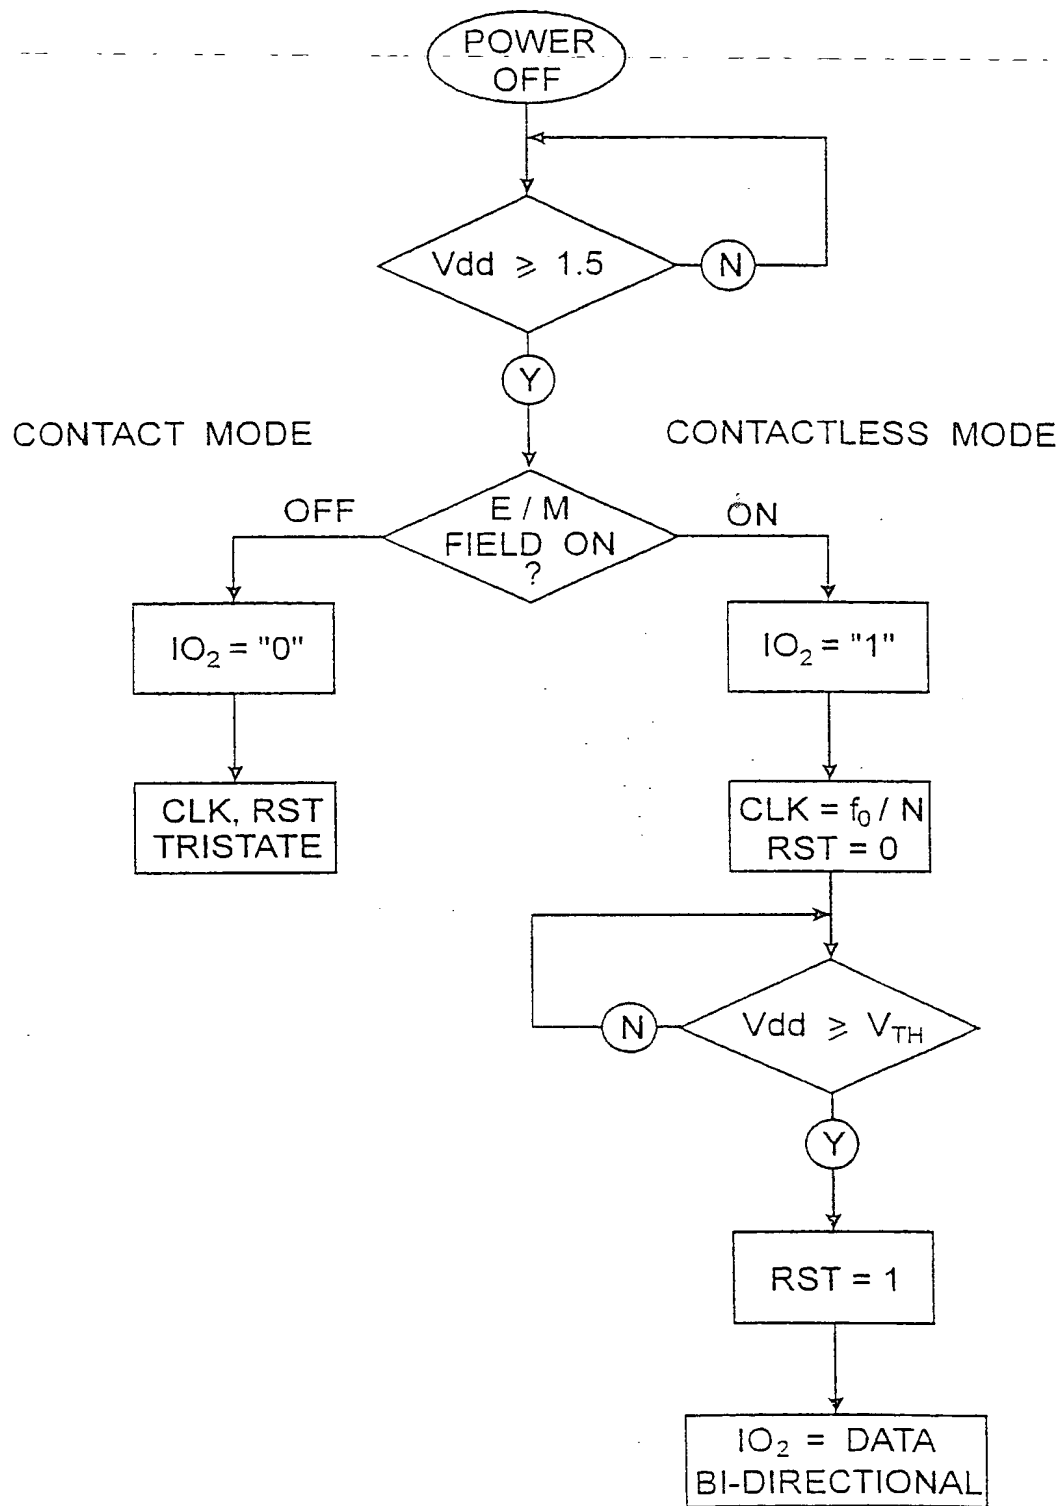 POWER
OFF
Vdd ⩾ 1.5
N
Y
CONTACT MODE
CONTACTLESS MODE
OFF
E / M
FIELD ON
?
ON
IO₂ = "0"
IO₂ = "1"
CLK, RST
TRISTATE
CLK = f₀ / N
RST = 0
N
Vdd ⩾ V_TH
Y
RST = 1
IO₂ = DATA
BI-DIRECTIONAL